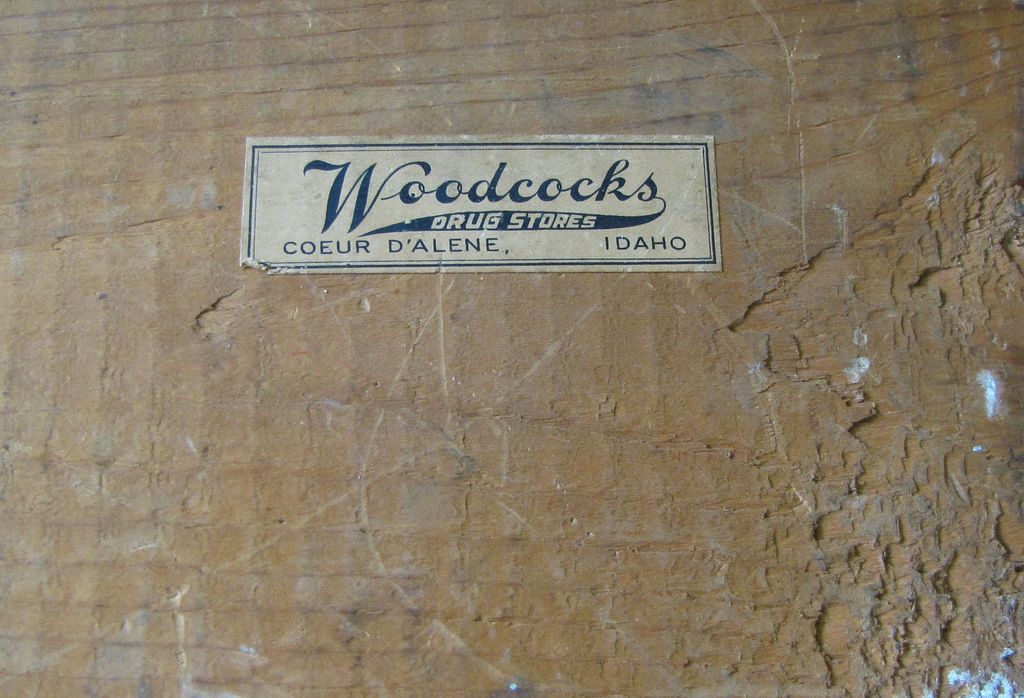 Woodcocks
DRUG STORES
COEUR D'ALENE, IDAHO